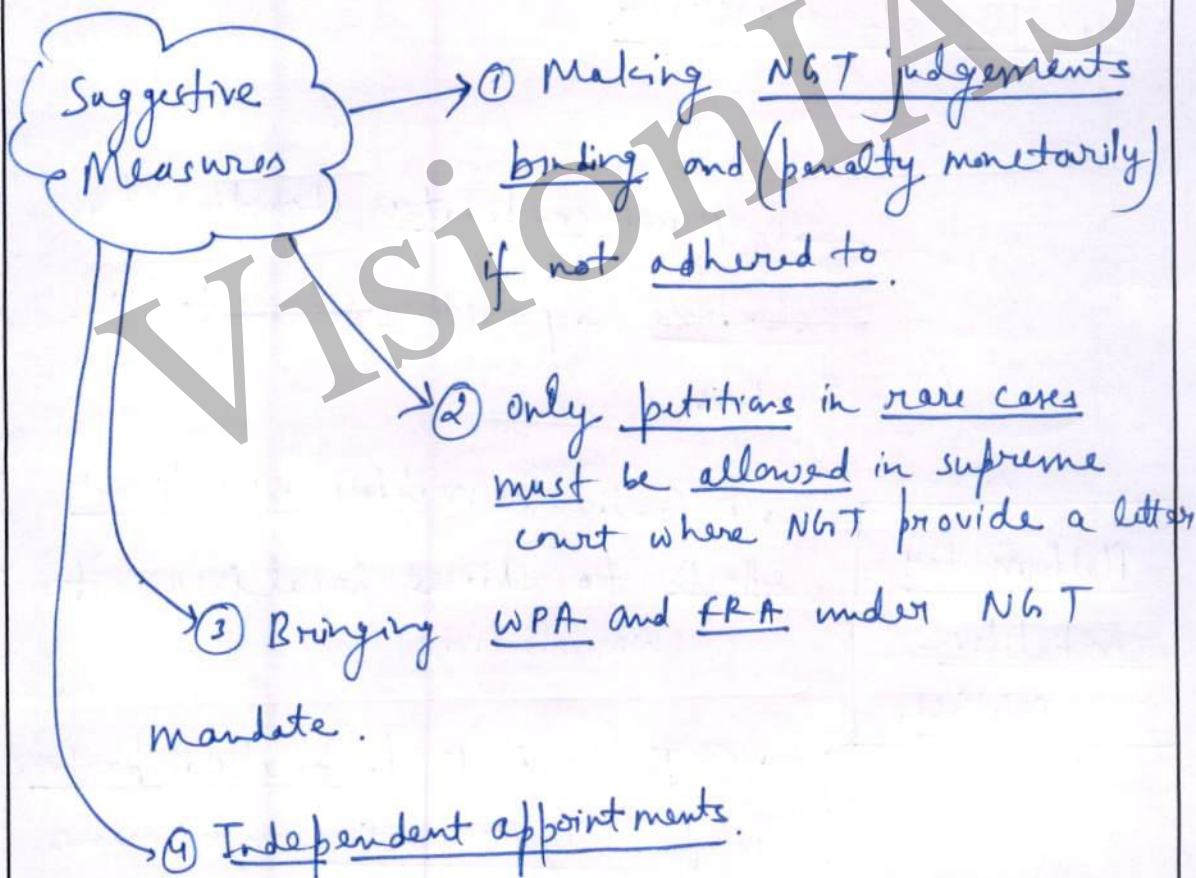 Suggestive
Measures
① Making NGT judgements
binding and (penalty monetarily)
if not adhered to.
② only petitions in rare cases
must be allowed in supreme
court where NGT provide a letter
③ Bringing WPA and FRA under NGT
mandate.
④ Independent appointments.
VisionIAS